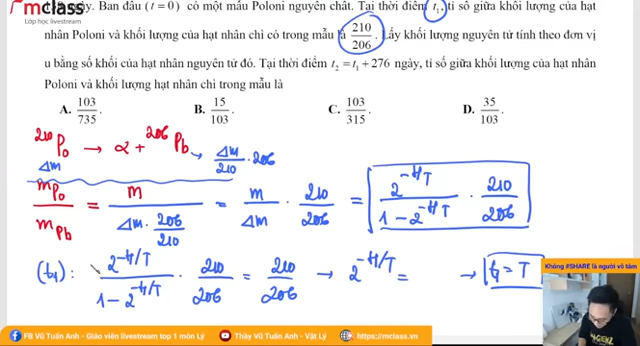 mclass
Lớp học livestream
ngày. Ban đầu (t = 0) có một mẫu Poloni nguyên chất. Tại thời điểm t₁, tỉ số giữa khối lượng của hạt
nhân Poloni và khối lượng của hạt nhân chì có trong mẫu là 210/206. Lấy khối lượng nguyên tử tính theo đơn vị
u bằng số khối của hạt nhân nguyên tử đó. Tại thời điểm t₂ = t₁ + 276 ngày, tỉ số giữa khối lượng của hạt nhân
Poloni và khối lượng hạt nhân chì trong mẫu là
A. 103/735. B. 15/103. C. 103/315. D. 35/103.
²¹⁰Po → α + ²⁰⁶Pb → Δm/210 · 206
Δm
mPo/mPb = m/(Δm · 206/210) = m/Δm · 210/206 = 2^(-t/T)/(1 - 2^(-t/T)) · 210/206
(t₁): 2^(-t₁/T)/(1 - 2^(-t₁/T)) · 210/206 = 210/206 → 2^(-t₁/T) = → t₁ = T
Không #SHARE là người vô tâm
FB Vũ Tuấn Anh - Giáo viên livestream top 1 môn Lý
Thầy Vũ Tuấn Anh - Vật Lý
https://mclass.vn